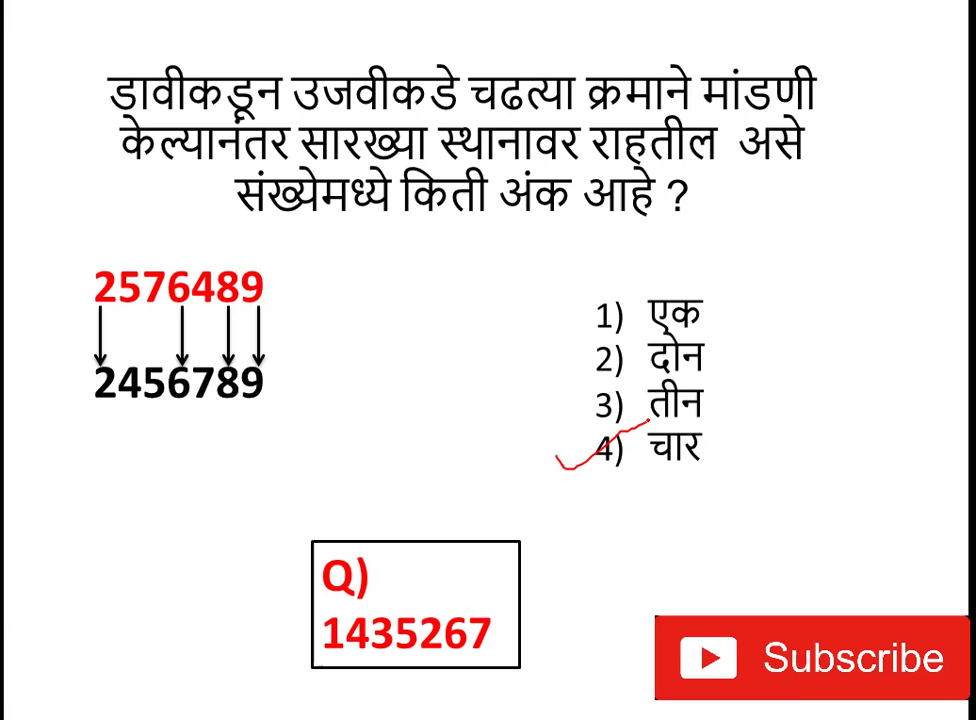 डावीकडून उजवीकडे चढत्या क्रमाने मांडणी
केल्यानंतर सारख्या स्थानावर राहतील असे
संख्येमध्ये किती अंक आहे ?
2576489
2456789
1) एक
2) दोन
3) तीन
4) चार
Q)
1435267
Subscribe